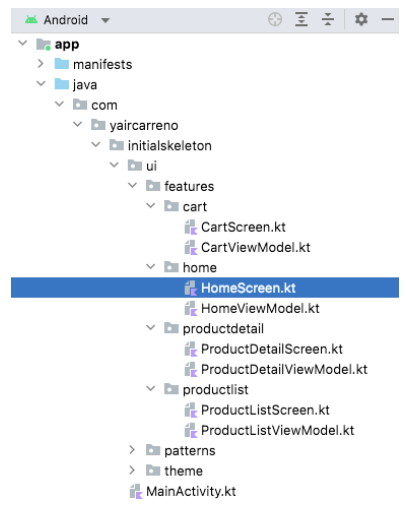 Android
app
manifests
java
com
yaircarreno
initialskeleton
ui
features
cart
CartScreen.kt
CartViewModel.kt
home
HomeScreen.kt
HomeViewModel.kt
productdetail
ProductDetailScreen.kt
ProductDetailViewModel.kt
productlist
ProductListScreen.kt
ProductListViewModel.kt
patterns
theme
MainActivity.kt